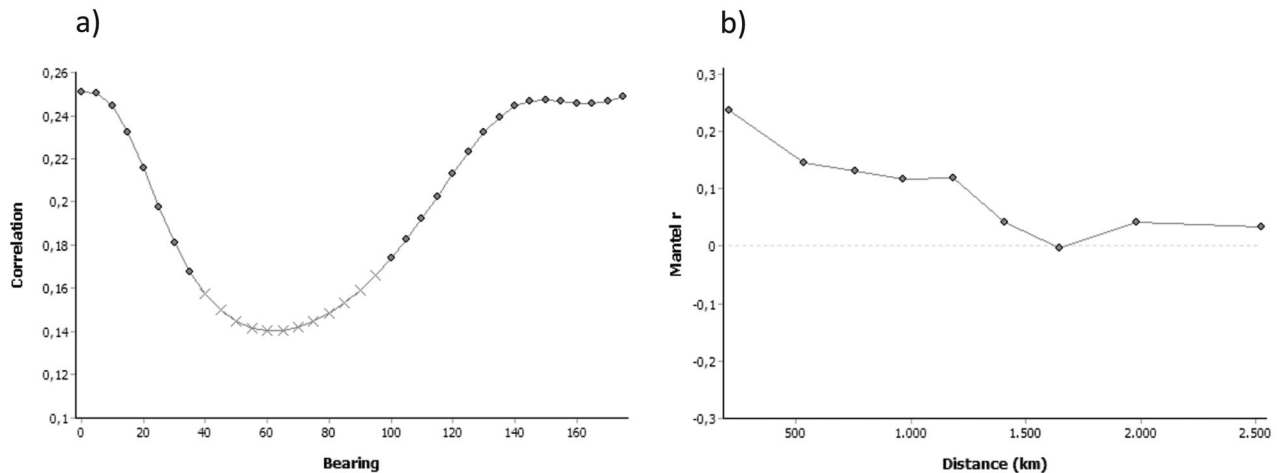 a)
0,26
0,24
0,22
0,2
0,18
0,16
0,14
0,12
0,1
Correlation
0 20 40 60 80 100 120 140 160
Bearing
b)
0,3
0,2
0,1
0
-0,1
-0,2
-0,3
Mantel r
500 1.000 1.500 2.000 2.500
Distance (km)